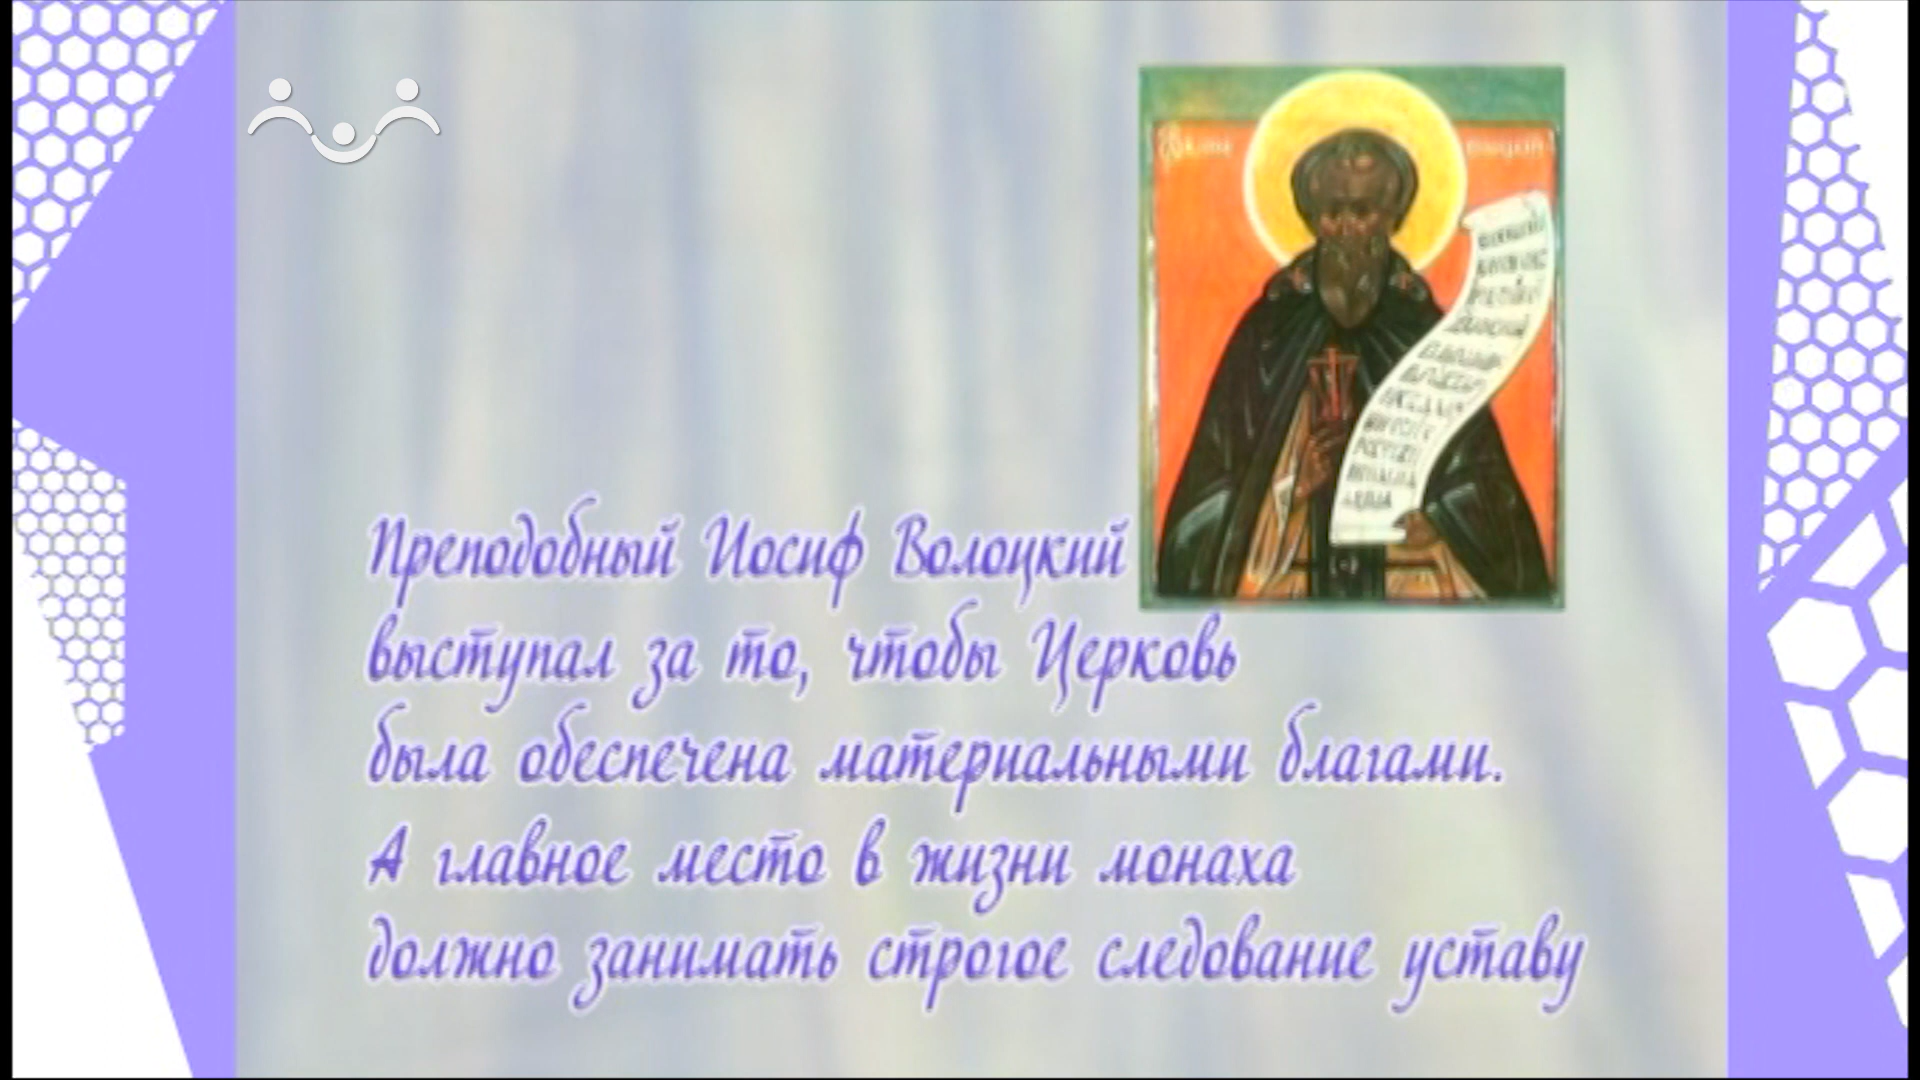 Преподобный Иосиф Волоцкий
выступал за то, чтобы Церковь
была обеспечена материальными благами.
А главное место в жизни монаха
должно занимать строгое следование уставу